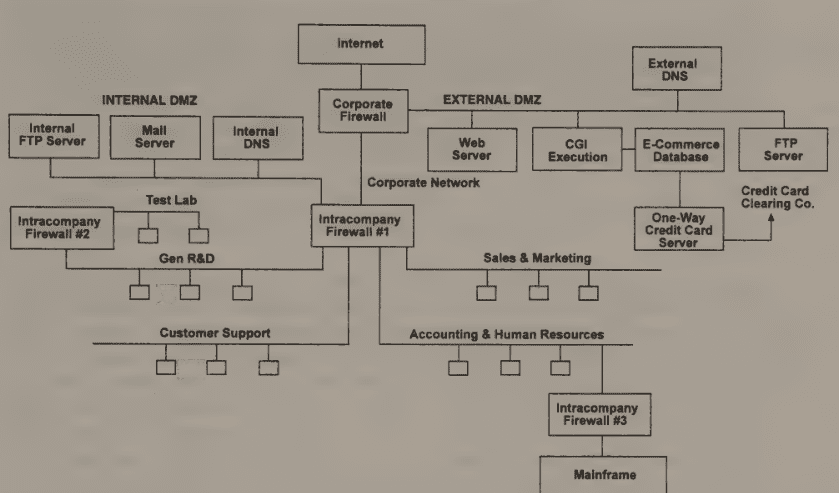 Internet
External
DNS
INTERNAL DMZ
Corporate
Firewall
EXTERNAL DMZ
Internal
FTP Server
Mail
Server
Internal
DNS
Web
Server
CGI
Execution
E-Commerce
Database
FTP
Server
Corporate Network
Credit Card
Clearing Co.
Test Lab
Intracompany
Firewall #2
Intracompany
Firewall #1
One-Way
Credit Card
Server
Gen R&D
Sales & Marketing
Customer Support
Accounting & Human Resources
Intracompany
Firewall #3
Mainframe